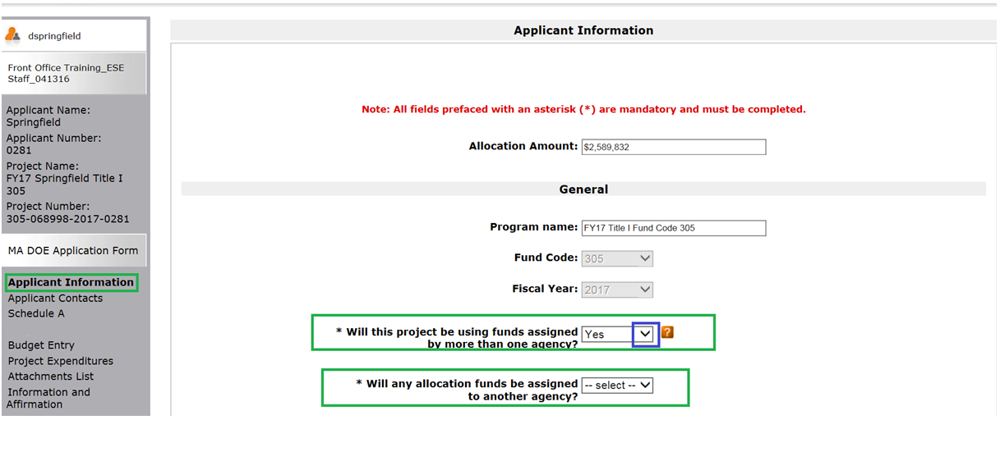 dspringfield
Front Office Training_ESE
Staff_041316
Applicant Name:
Springfield
Applicant Number:
0281
Project Name:
FY17 Springfield Title I
305
Project Number:
305-068998-2017-0281
MA DOE Application Form
Applicant Information
Applicant Contacts
Schedule A
Budget Entry
Project Expenditures
Attachments List
Information and
Affirmation
Applicant Information
Note: All fields prefaced with an asterisk (*) are mandatory and must be completed.
Allocation Amount: $2,589,832
General
Program name: FY17 Title I Fund Code 305
Fund Code: 305
Fiscal Year: 2017
* Will this project be using funds assigned
by more than one agency? Yes ?
* Will any allocation funds be assigned
to another agency? -- select --